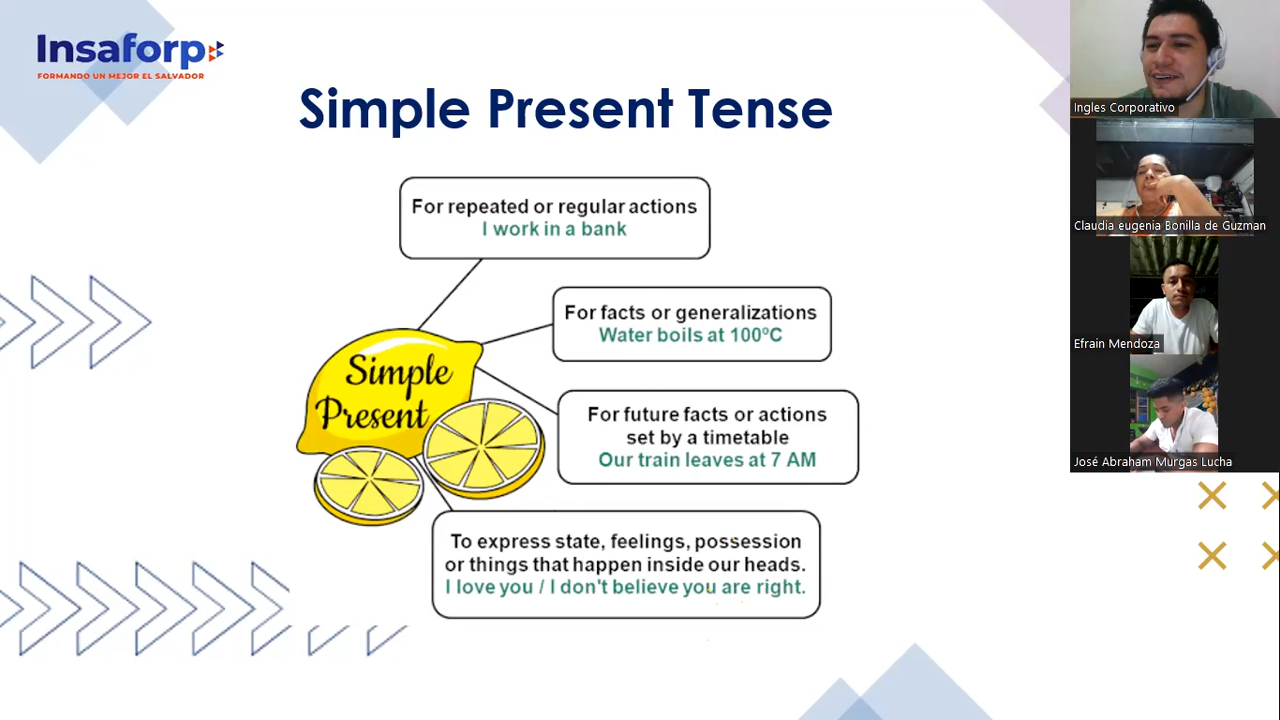 Insaforp
FORMANDO UN MEJOR EL SALVADOR
Simple Present Tense
For repeated or regular actions
I work in a bank
For facts or generalizations
Water boils at 100ºC
Simple
Present
For future facts or actions
set by a timetable
Our train leaves at 7 AM
To express state, feelings, possession
or things that happen inside our heads.
I love you / I don't believe you are right.
Ingles Corporativo
Claudia eugenia Bonilla de Guzman
Efrain Mendoza
José Abraham Murgas Lucha